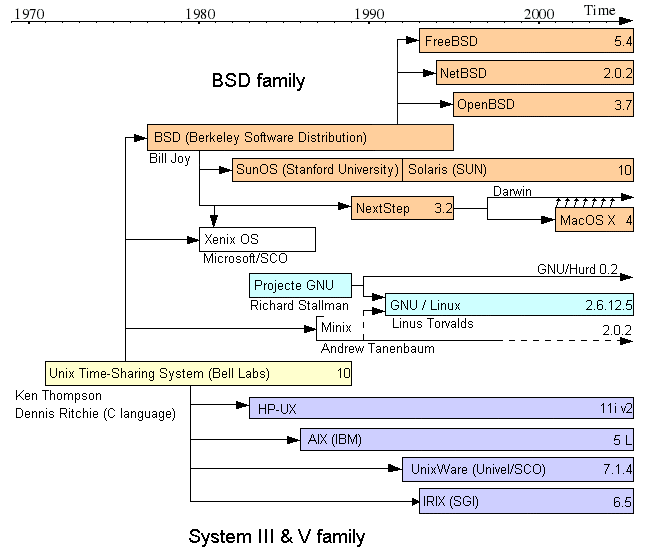 1970 1980 1990 2000 Time
FreeBSD 5.4
BSD family
NetBSD 2.0.2
OpenBSD 3.7
BSD (Berkeley Software Distribution)
Bill Joy
SunOS (Stanford University) Solaris (SUN) 10
Darwin
NextStep 3.2
MacOS X 4
Xenix OS
Microsoft/SCO
GNU/Hurd 0.2
Projecte GNU
Richard Stallman
GNU / Linux 2.6.12.5
Linus Torvalds
Minix 2.0.2
Andrew Tanenbaum
Unix Time-Sharing System (Bell Labs) 10
Ken Thompson
Dennis Ritchie (C language)
HP-UX 11i v2
AIX (IBM) 5 L
UnixWare (Univel/SCO) 7.1.4
IRIX (SGI) 6.5
System III & V family